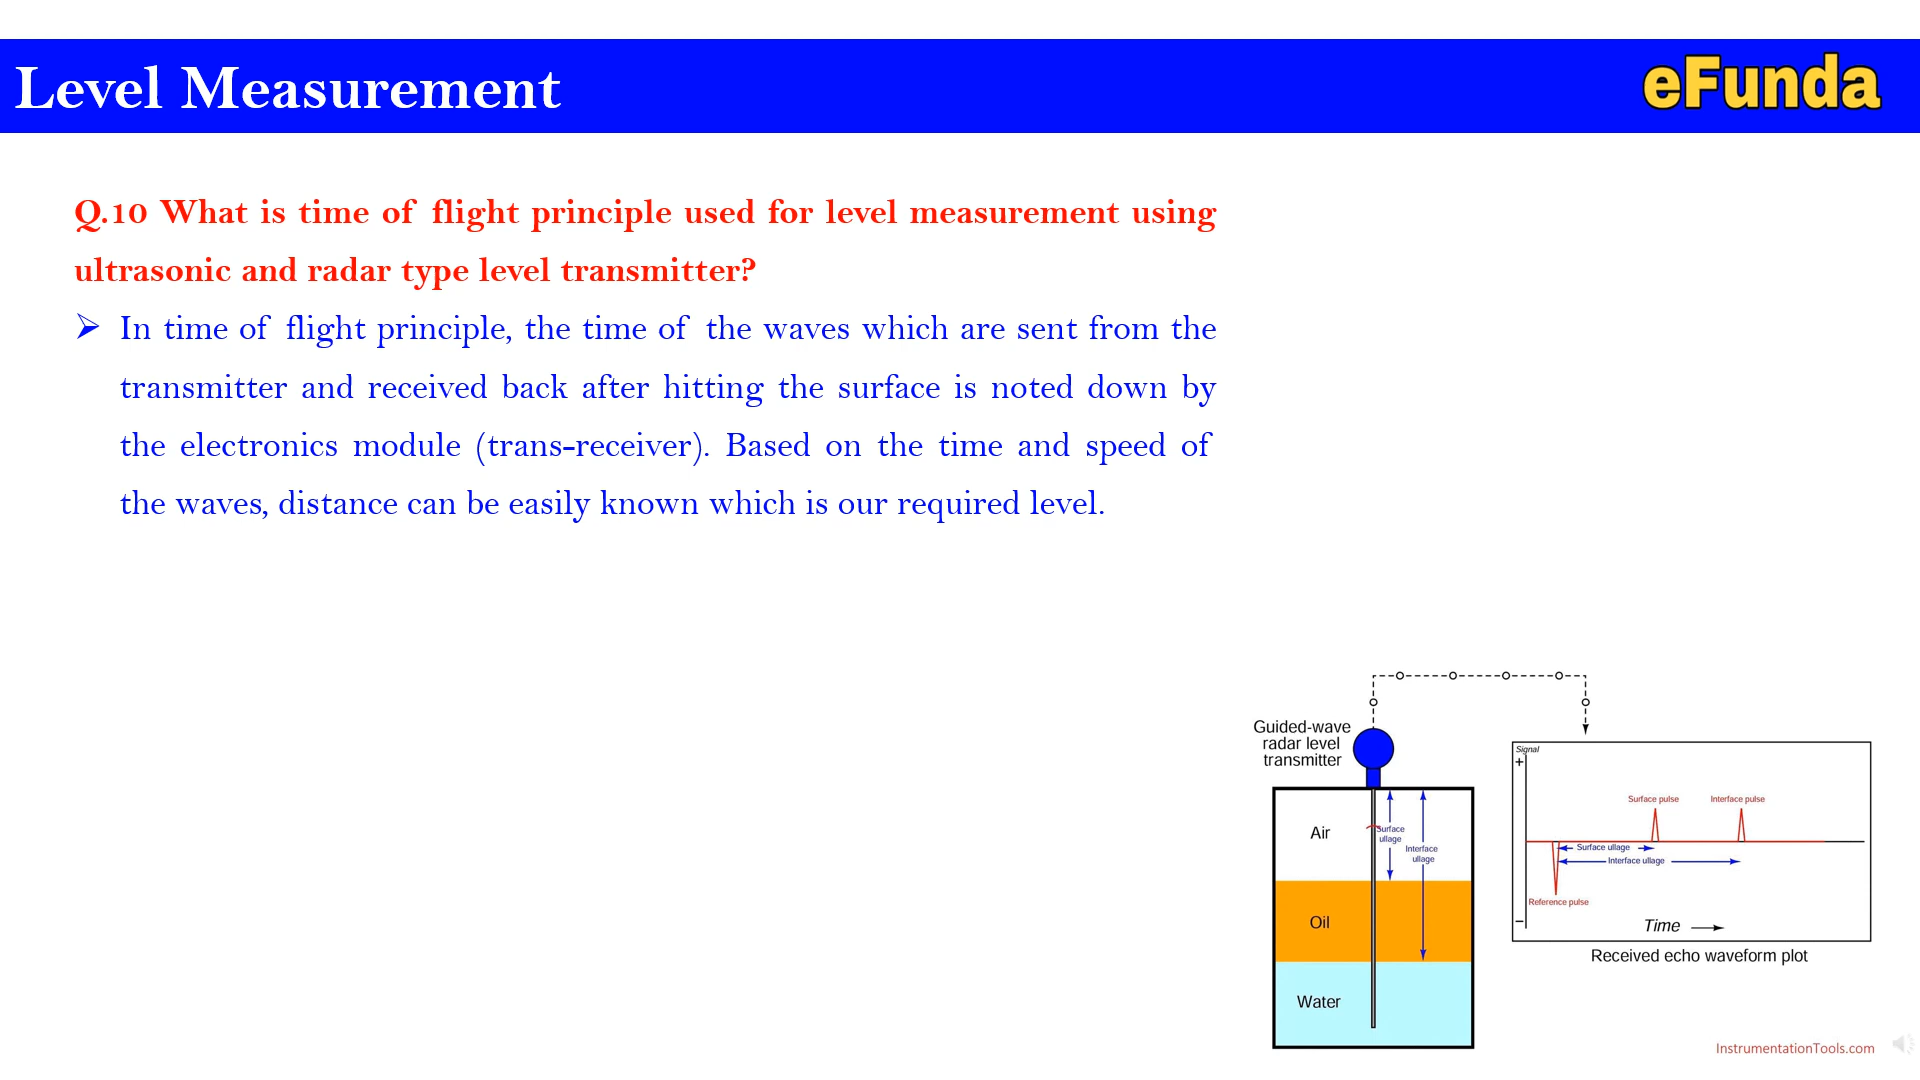 Level Measurement
eFunda
Q.10 What is time of flight principle used for level measurement using
ultrasonic and radar type level transmitter?
In time of flight principle, the time of the waves which are sent from the
transmitter and received back after hitting the surface is noted down by
the electronics module (trans-receiver). Based on the time and speed of
the waves, distance can be easily known which is our required level.
Guided-wave
radar level
transmitter
Air
Surface
ullage
Interface
ullage
Oil
Water
Signal
+
Surface pulse
Interface pulse
Surface ullage
Interface ullage
Reference pulse
−
Time
Received echo waveform plot
InstrumentationTools.com